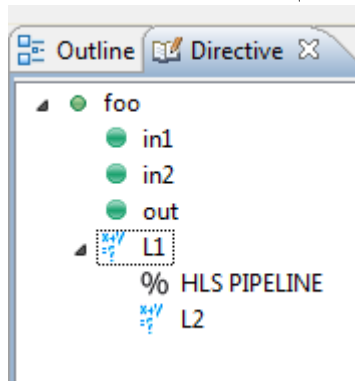 Outline Directive
foo
in1
in2
out
L1
% HLS PIPELINE
L2